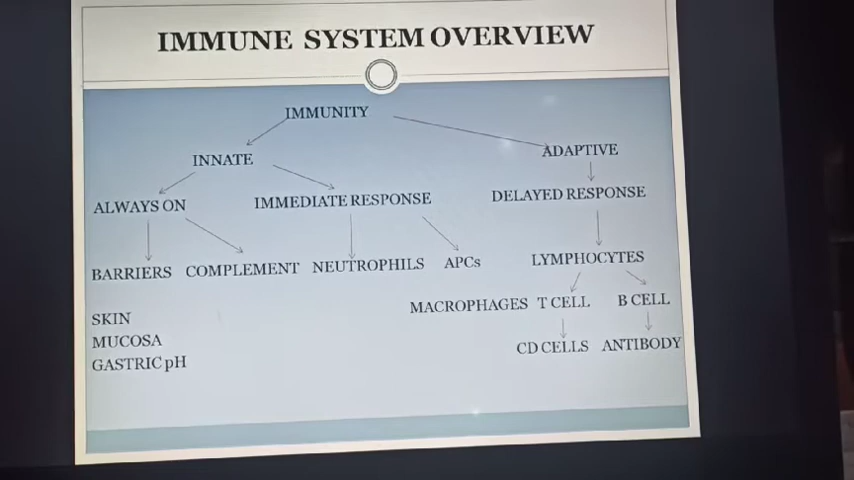 IMMUNE SYSTEM OVERVIEW
IMMUNITY
INNATE
ADAPTIVE
ALWAYS ON
IMMEDIATE RESPONSE
DELAYED RESPONSE
BARRIERS
COMPLEMENT
NEUTROPHILS
APCs
LYMPHOCYTES
MACROPHAGES
T CELL
B CELL
SKIN
MUCOSA
GASTRIC pH
CD CELLS
ANTIBODY